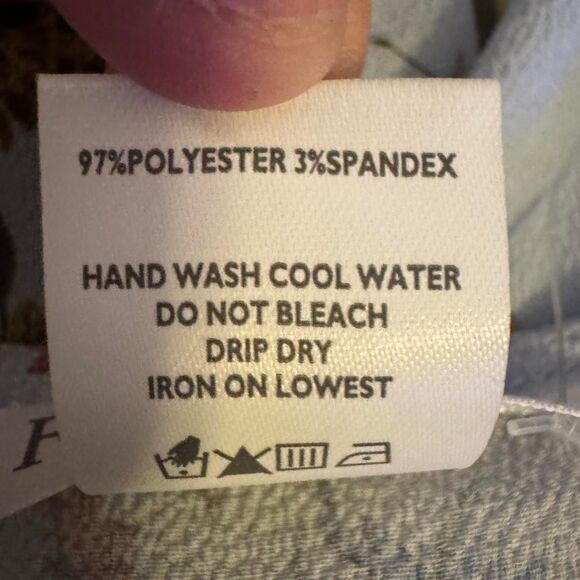 97%POLYESTER 3%SPANDEX
HAND WASH COOL WATER
DO NOT BLEACH
DRIP DRY
IRON ON LOWEST